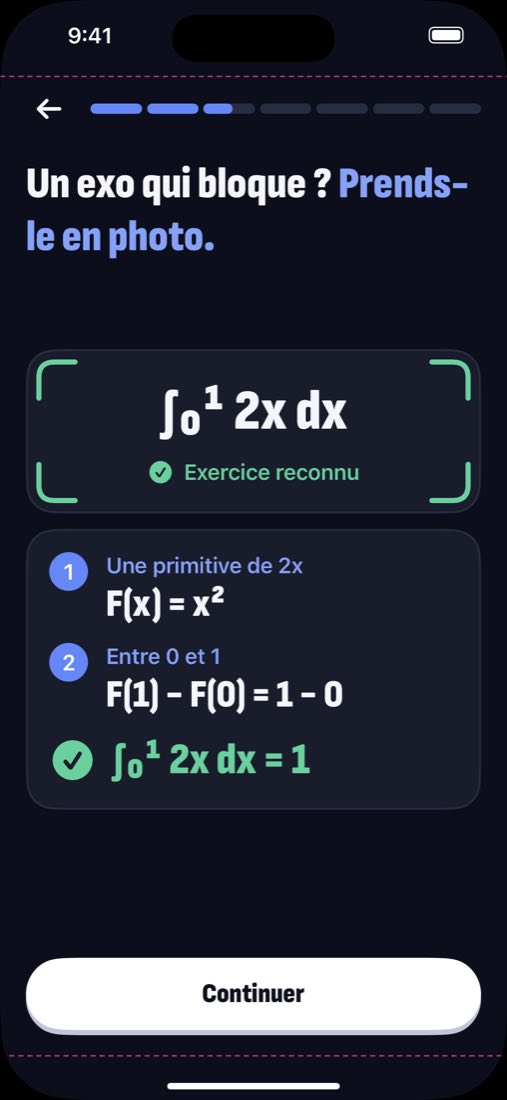 9:41
Un exo qui bloque ? Prends-
le en photo.
∫₀¹ 2x dx
Exercice reconnu
1 Une primitive de 2x
F(x) = x²
2 Entre 0 et 1
F(1) – F(0) = 1 – 0
∫₀¹ 2x dx = 1
Continuer